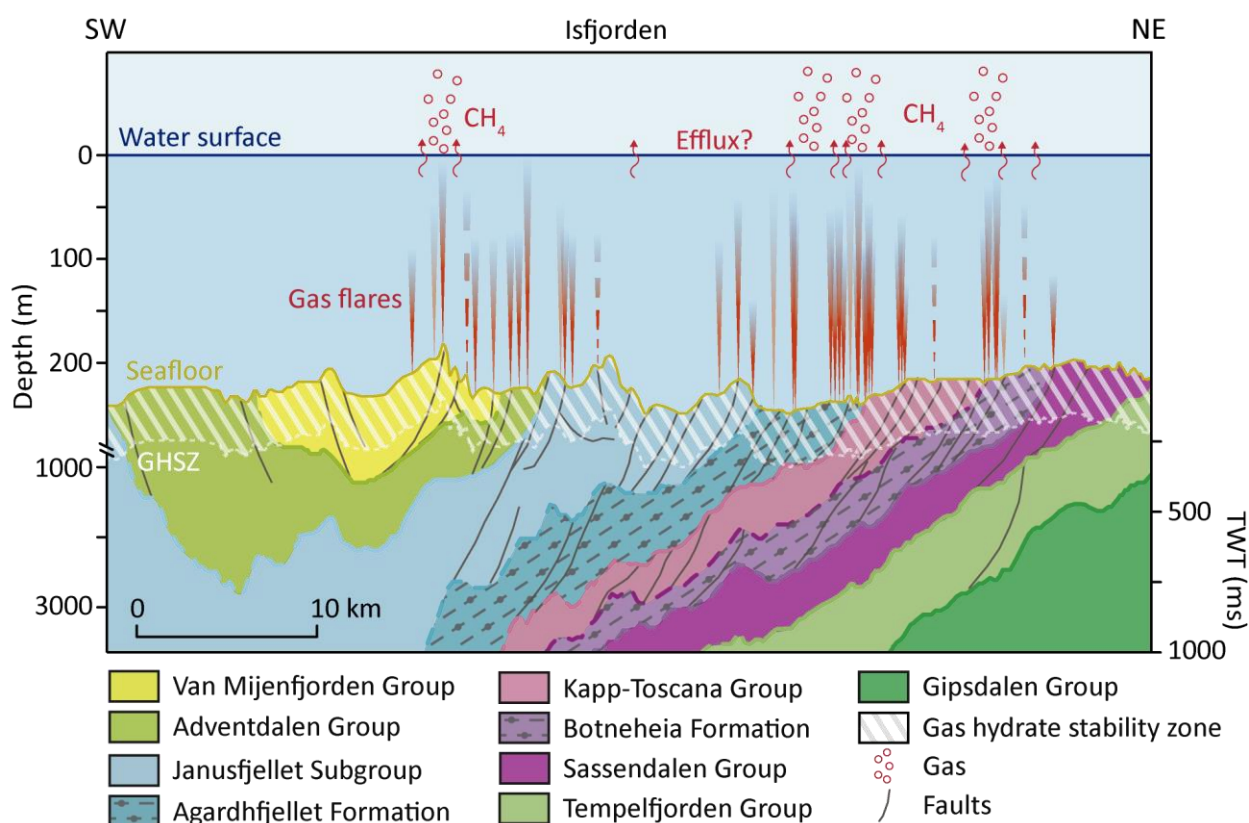 SW Isfjorden NE
CH4
CH4
Efflux?
Water surface
0
100
Gas flares
200
Seafloor
GHSZ
1000
500
3000
0 10 km
1000
Depth (m)
TWT (ms)
Van Mijenfjorden Group
Adventdalen Group
Janusfjellet Subgroup
Agardhfjellet Formation
Kapp-Toscana Group
Botneheia Formation
Sassendalen Group
Tempelfjorden Group
Gipsdalen Group
Gas hydrate stability zone
Gas
Faults